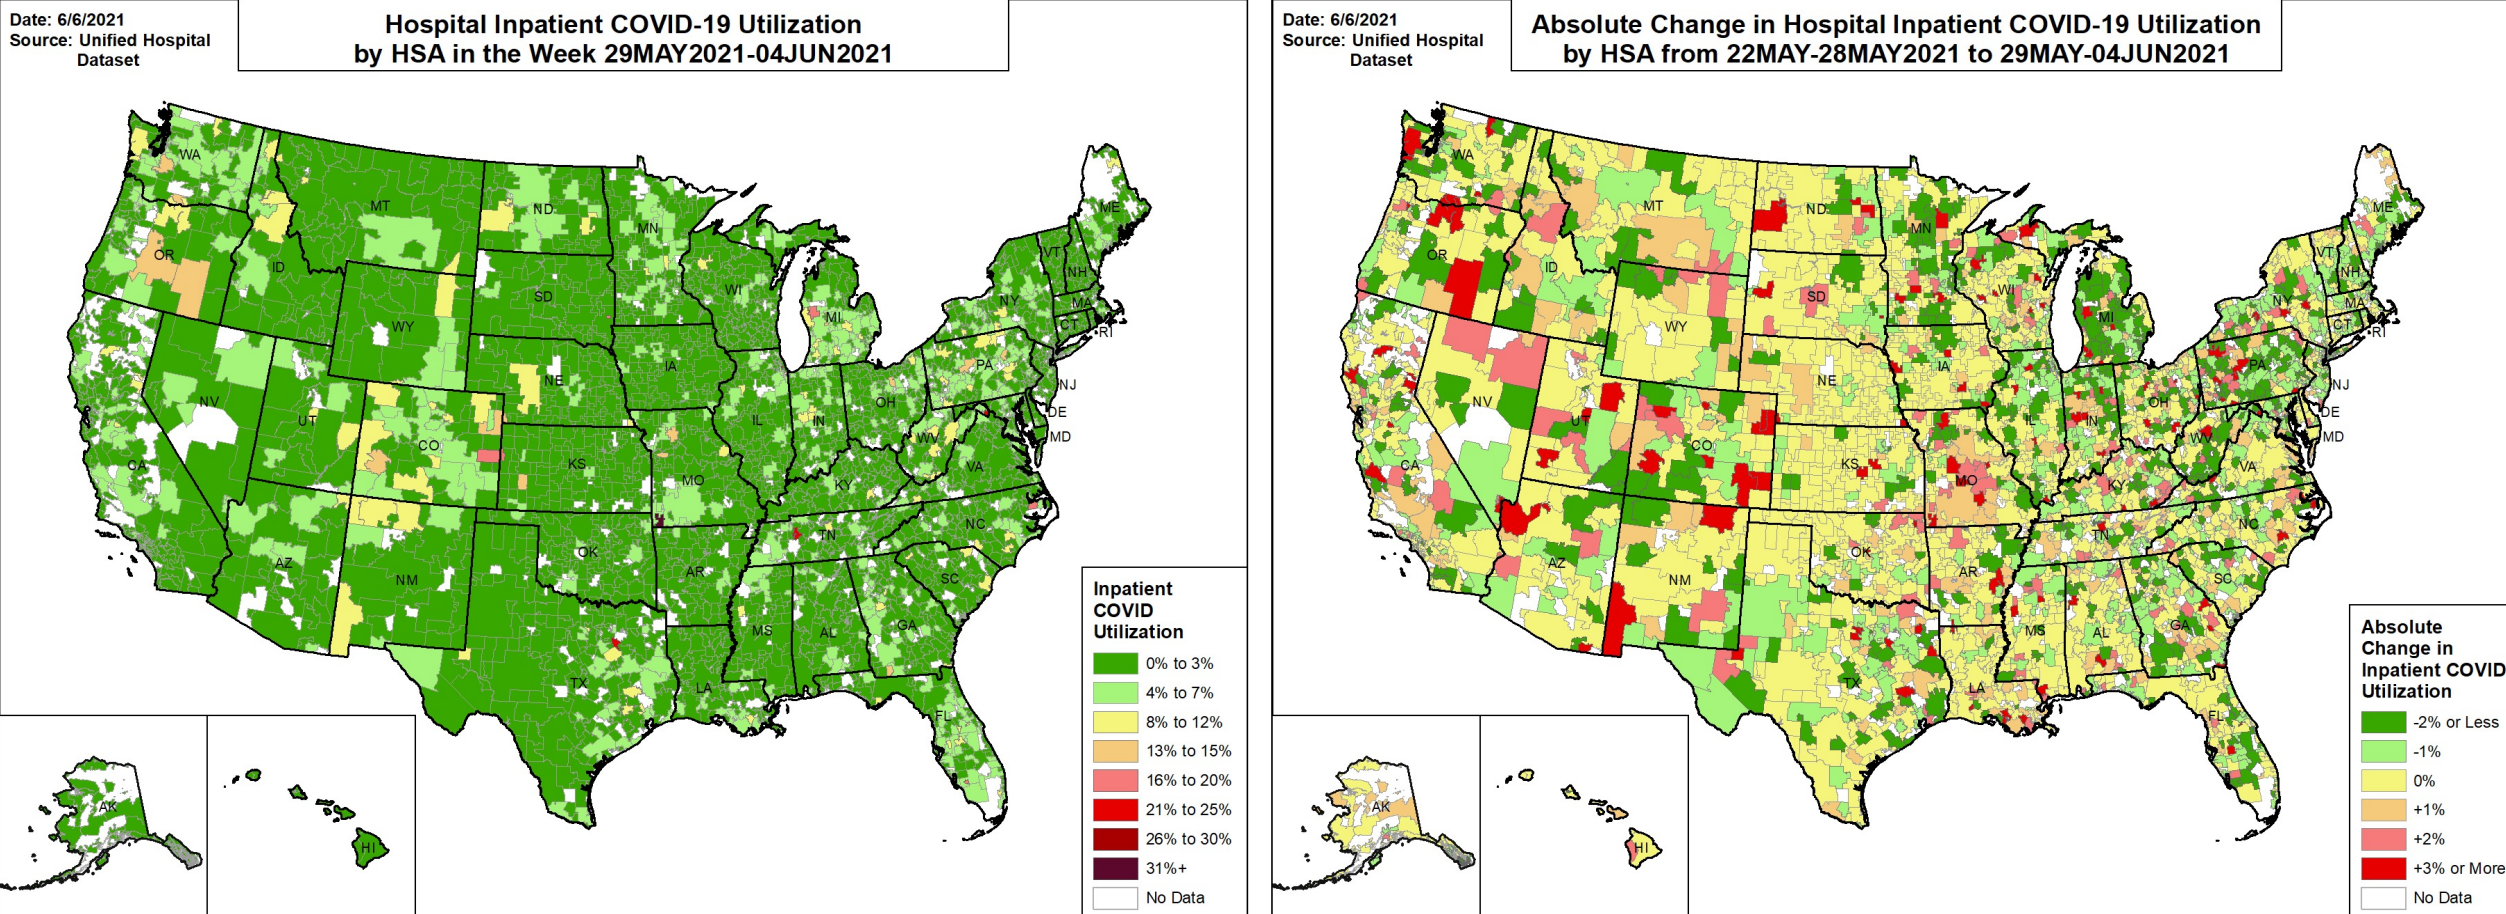 Date: 6/6/2021
Source: Unified Hospital
Dataset
Hospital Inpatient COVID-19 Utilization
by HSA in the Week 29MAY2021-04JUN2021
WA
MT
ND
MN
ME
OR
ID
SD
WI
VT
NH
NY
MA
CT
RI
MI
WY
IA
NE
PA
NJ
NV
UT
CO
IL
IN
OH
DE
MD
WV
VA
CA
KS
MO
KY
NC
AZ
NM
OK
AR
TN
SC
MS
AL
GA
TX
LA
FL
AK
HI
Inpatient
COVID
Utilization
0% to 3%
4% to 7%
8% to 12%
13% to 15%
16% to 20%
21% to 25%
26% to 30%
31%+
No Data
Date: 6/6/2021
Source: Unified Hospital
Dataset
Absolute Change in Hospital Inpatient COVID-19 Utilization
by HSA from 22MAY-28MAY2021 to 29MAY-04JUN2021
WA
MT
ND
MN
ME
OR
ID
SD
WI
VT
NH
NY
MA
CT
RI
MI
WY
IA
NE
PA
NJ
NV
UT
CO
IL
IN
OH
DE
MD
WV
VA
CA
KS
MO
KY
NC
AZ
NM
OK
AR
TN
SC
MS
AL
GA
TX
LA
FL
AK
HI
Absolute
Change in
Inpatient COVID
Utilization
-2% or Less
-1%
0%
+1%
+2%
+3% or More
No Data